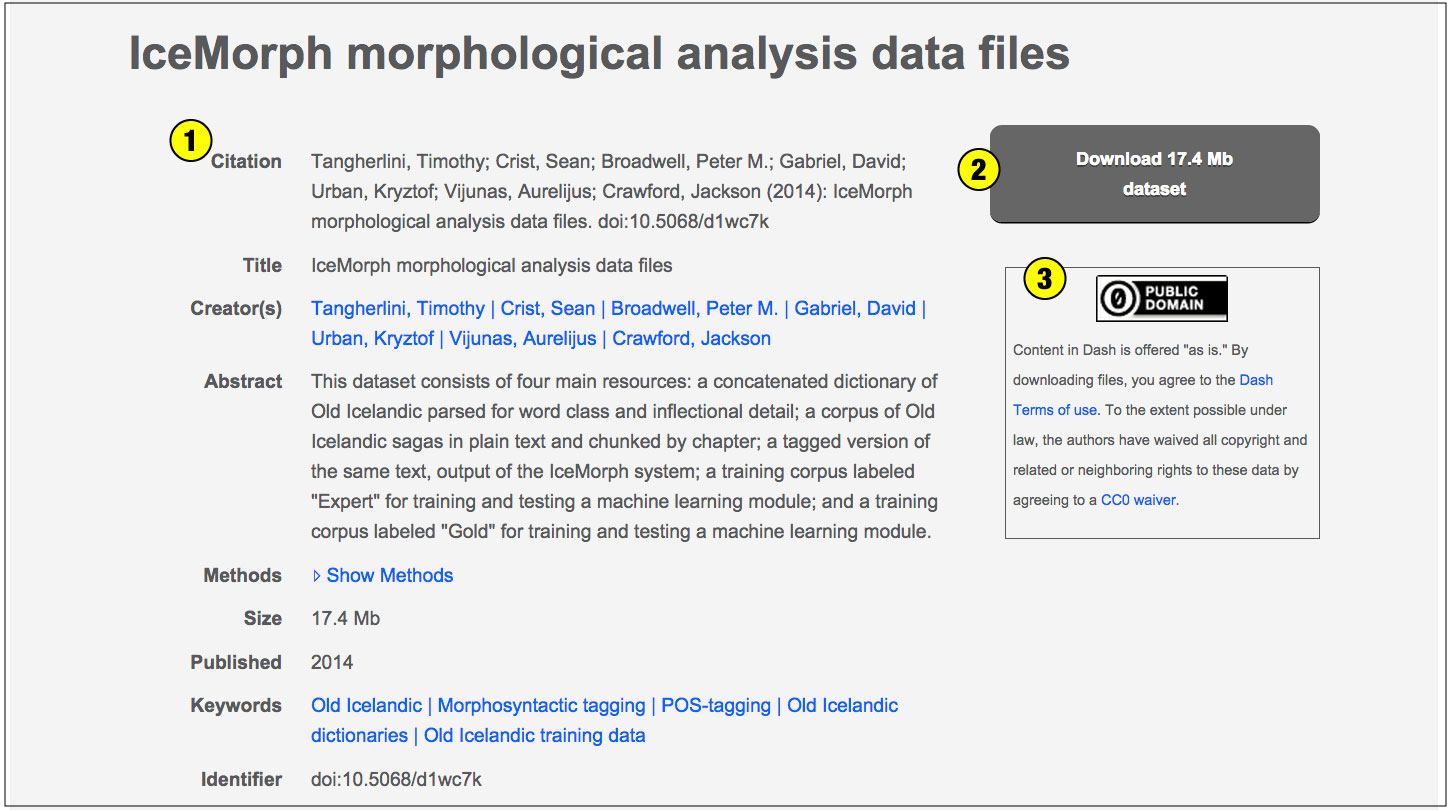 IceMorph morphological analysis data files
1
Citation
Tangherlini, Timothy; Crist, Sean; Broadwell, Peter M.; Gabriel, David;
Urban, Kryztof; Vijunas, Aurelijus; Crawford, Jackson (2014): IceMorph
morphological analysis data files. doi:10.5068/d1wc7k
Title
IceMorph morphological analysis data files
Creator(s)
Tangherlini, Timothy | Crist, Sean | Broadwell, Peter M. | Gabriel, David |
Urban, Kryztof | Vijunas, Aurelijus | Crawford, Jackson
Abstract
This dataset consists of four main resources: a concatenated dictionary of
Old Icelandic parsed for word class and inflectional detail; a corpus of Old
Icelandic sagas in plain text and chunked by chapter; a tagged version of
the same text, output of the IceMorph system; a training corpus labeled
"Expert" for training and testing a machine learning module; and a training
corpus labeled "Gold" for training and testing a machine learning module.
Methods
Show Methods
Size
17.4 Mb
Published
2014
Keywords
Old Icelandic | Morphosyntactic tagging | POS-tagging | Old Icelandic
dictionaries | Old Icelandic training data
Identifier
doi:10.5068/d1wc7k
2
Download 17.4 Mb
dataset
3
0
PUBLIC
DOMAIN
Content in Dash is offered "as is." By
downloading files, you agree to the Dash
Terms of use. To the extent possible under
law, the authors have waived all copyright and
related or neighboring rights to these data by
agreeing to a CC0 waiver.